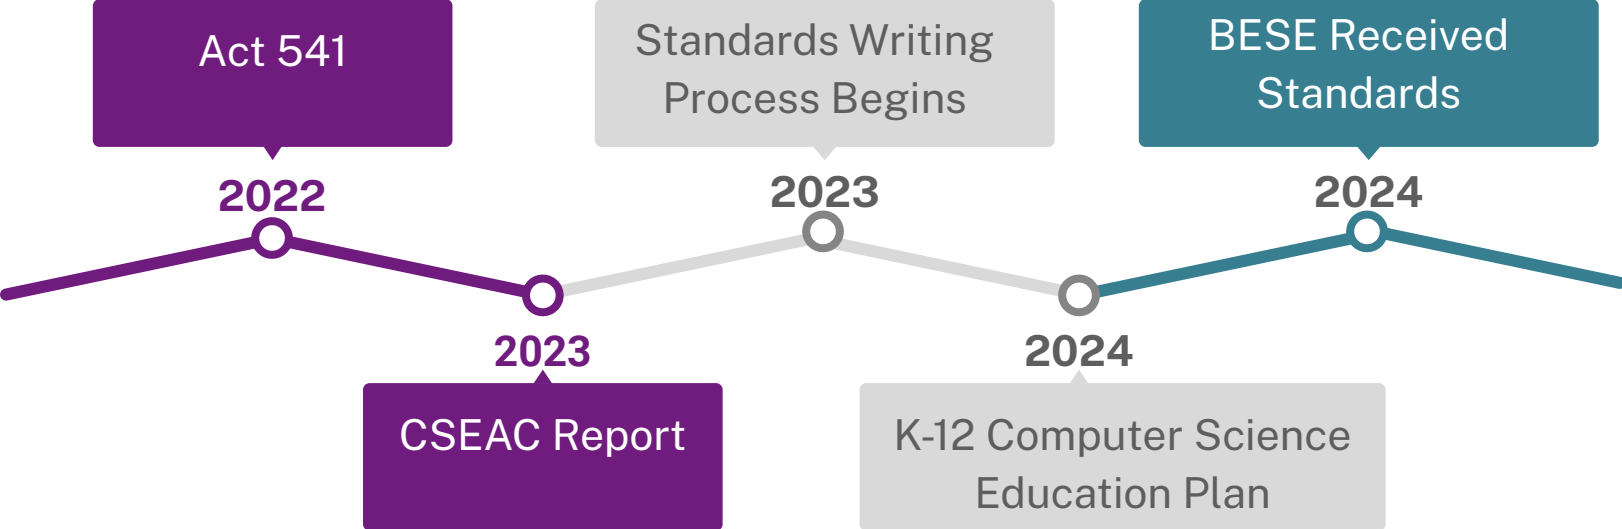 Act 541
2022
2023
CSEAC Report
Standards Writing
Process Begins
2023
2024
K-12 Computer Science
Education Plan
BESE Received
Standards
2024